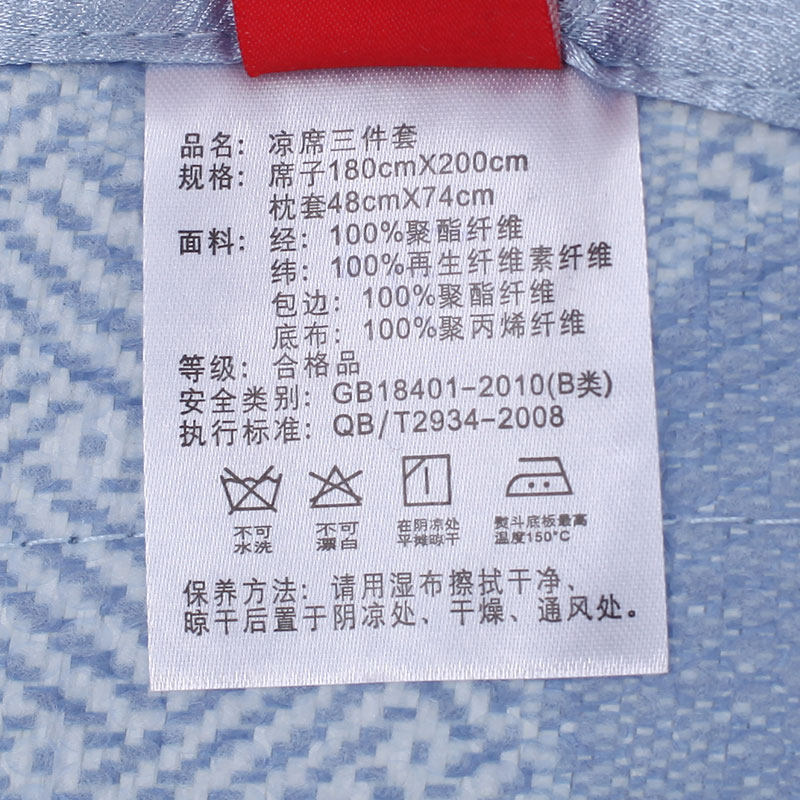 品名：凉席三件套
规格：席子180cmX200cm
枕套48cmX74cm
面料：经：100%聚酯纤维
纬：100%再生纤维素纤维
包边：100%聚酯纤维
底布：100%聚丙烯纤维
等级：合格品
安全类别：GB18401-2010(B类)
执行标准：QB/T2934-2008
不可
水洗
不可
漂白
在阴凉处
平摊晾干
熨斗底板最高
温度150°C
保养方法：请用湿布擦拭干净、
晾干后置于阴凉处、干燥、通风处。